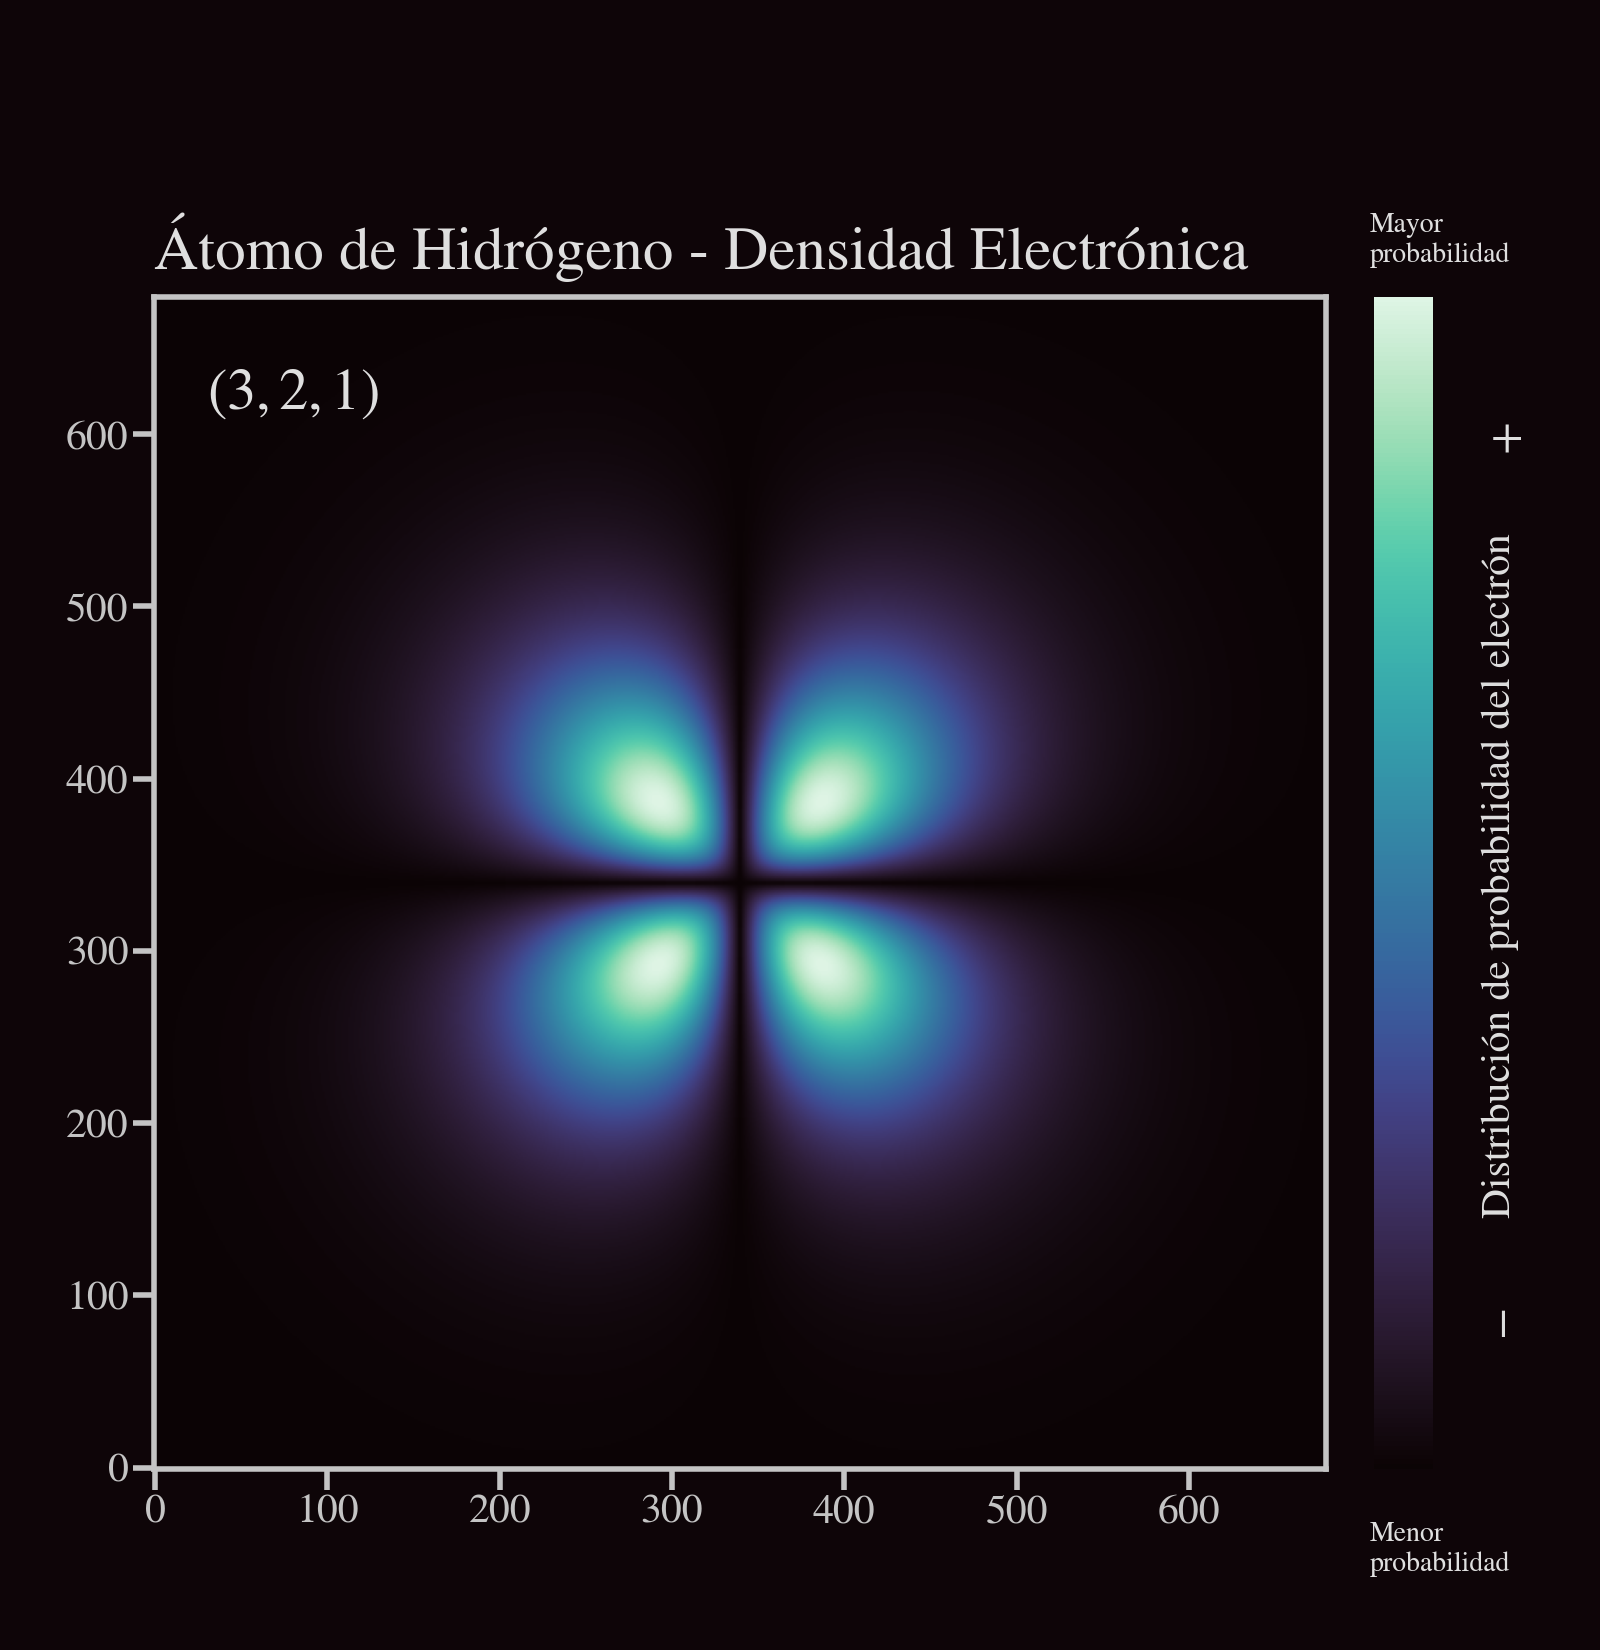 Átomo de Hidrógeno - Densidad Electrónica
Mayor
probabilidad
(3, 2, 1)
600
500
400
300
200
100
0
0 100 200 300 400 500 600
− Distribución de probabilidad del electrón +
Menor
probabilidad